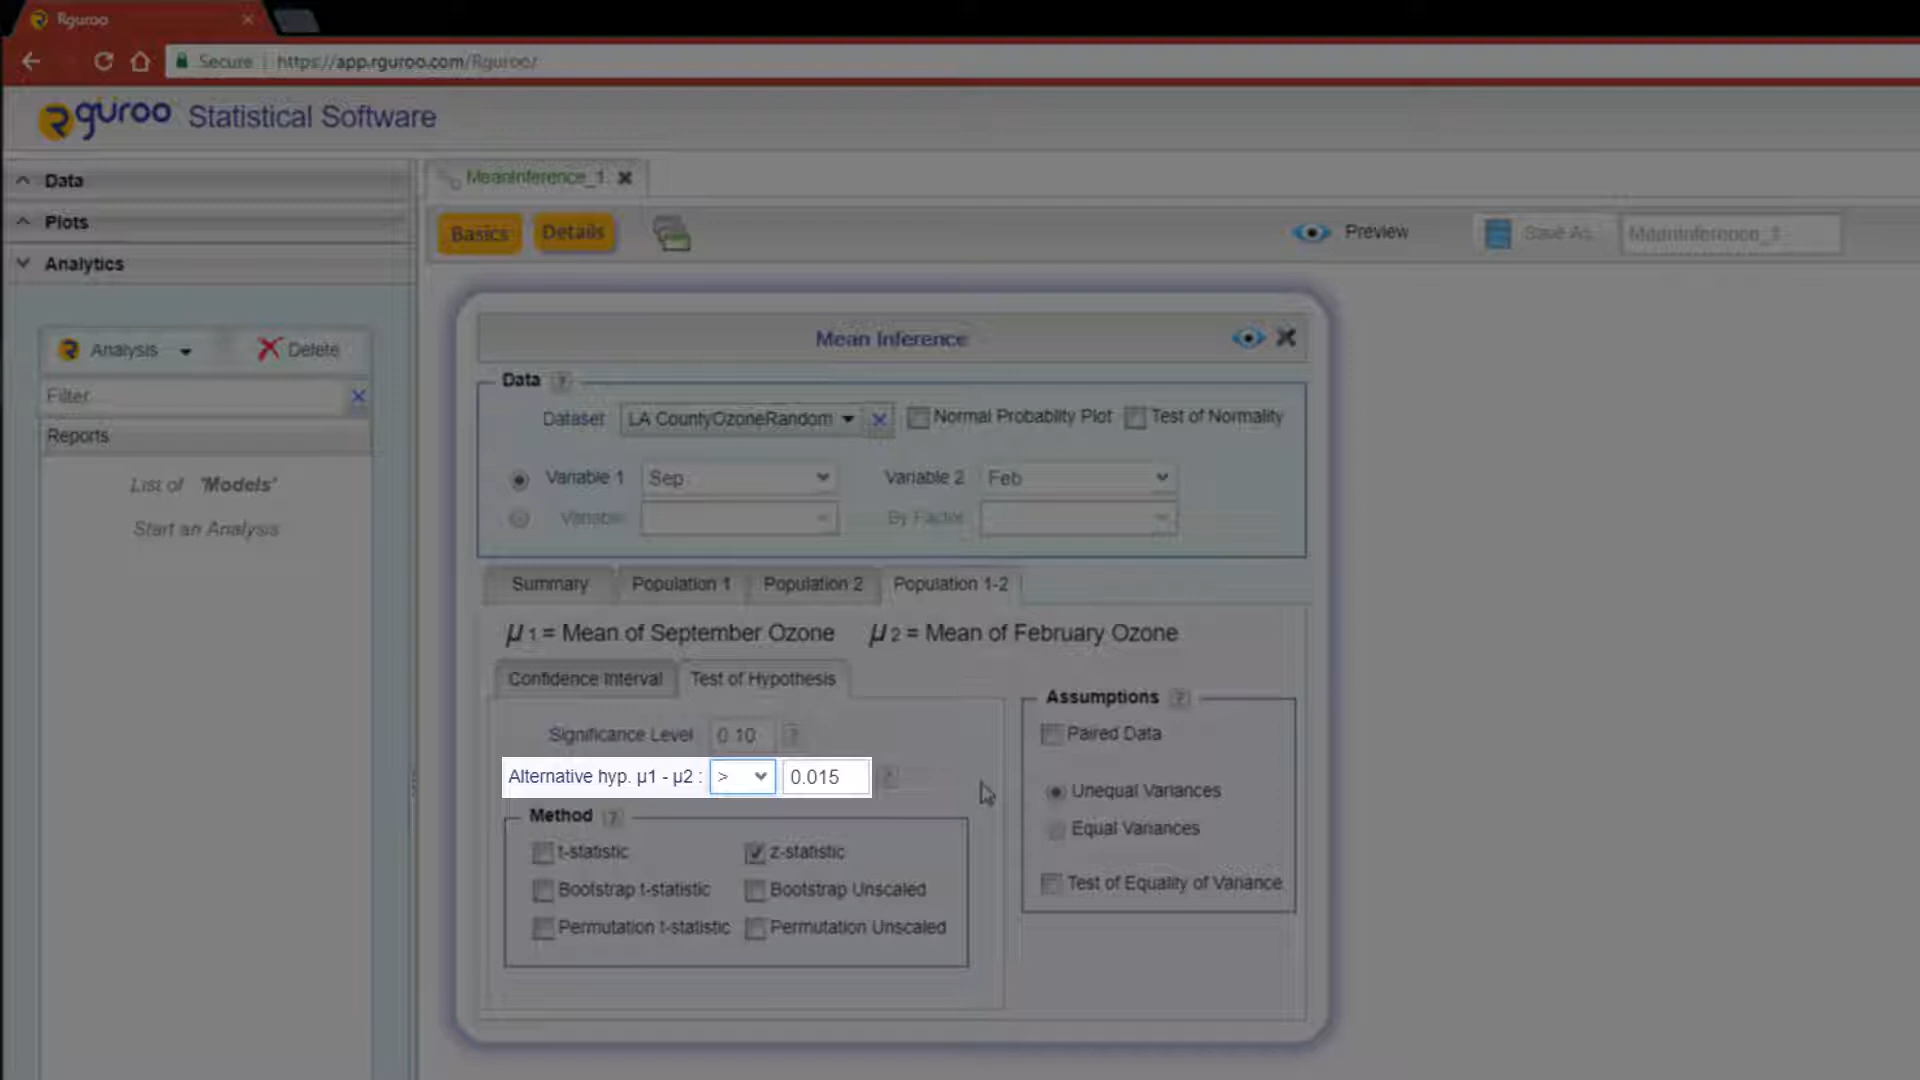 Rguroo
Secure | https://app.rguroo.com/Rguroo/
Rguroo Statistical Software
Data
Plots
Analytics
Analysis
Delete
Filter
Reports
List of 'Models'
Start an Analysis
MeanInference_1
Basics
Details
Preview
Save As
MeanInference_1
Mean Inference
Data ?
Dataset LA CountyOzoneRandom Normal Probablity Plot Test of Normality
Variable 1 Sep Variable 2 Feb
Variable By Factor
Summary Population 1 Population 2 Population 1-2
μ 1 = Mean of September Ozone μ 2 = Mean of February Ozone
Confidence Interval Test of Hypothesis
Significance Level 0.10 ?
Alternative hyp. μ1 - μ2 : > 0.015 ?
Method ?
t-statistic z-statistic
Bootstrap t-statistic Bootstrap Unscaled
Permutation t-statistic Permutation Unscaled
Assumptions ?
Paired Data
Unequal Variances
Equal Variances
Test of Equality of Variance